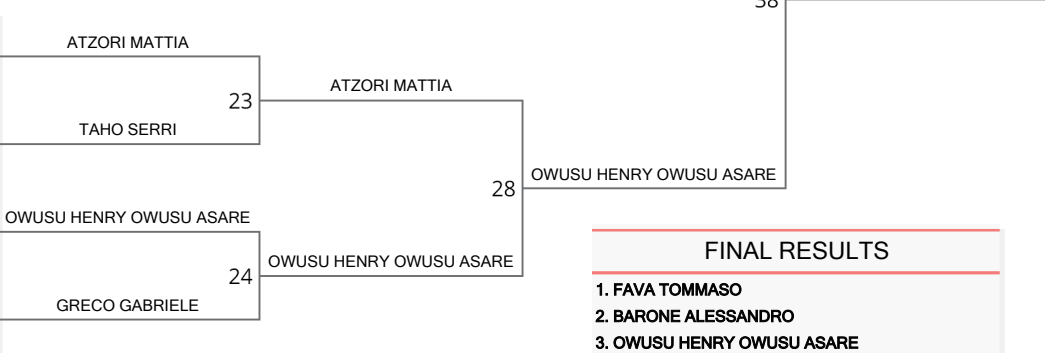 38
ATZORI MATTIA
23
TAHO SERRI
ATZORI MATTIA
28
OWUSU HENRY OWUSU ASARE
OWUSU HENRY OWUSU ASARE
24
GRECO GABRIELE
OWUSU HENRY OWUSU ASARE
FINAL RESULTS
1. FAVA TOMMASO
2. BARONE ALESSANDRO
3. OWUSU HENRY OWUSU ASARE